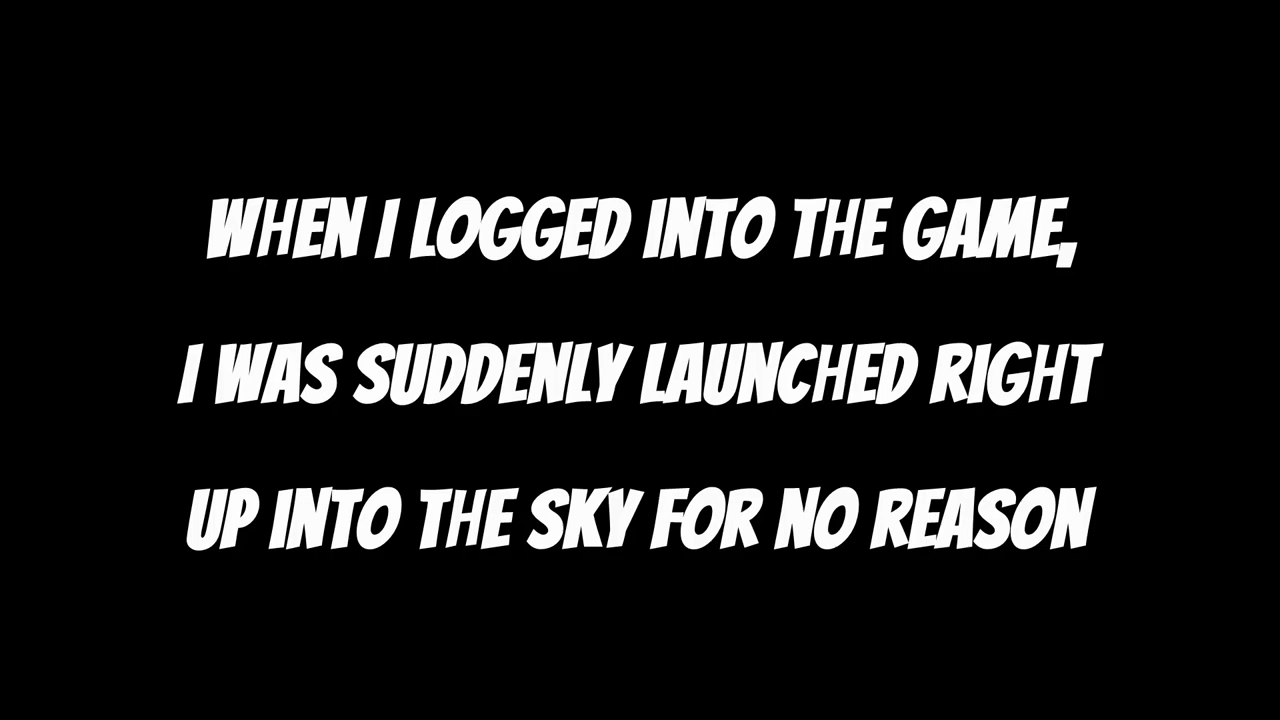 WHEN I LOGGED INTO THE GAME,
I WAS SUDDENLY LAUNCHED RIGHT
UP INTO THE SKY FOR NO REASON